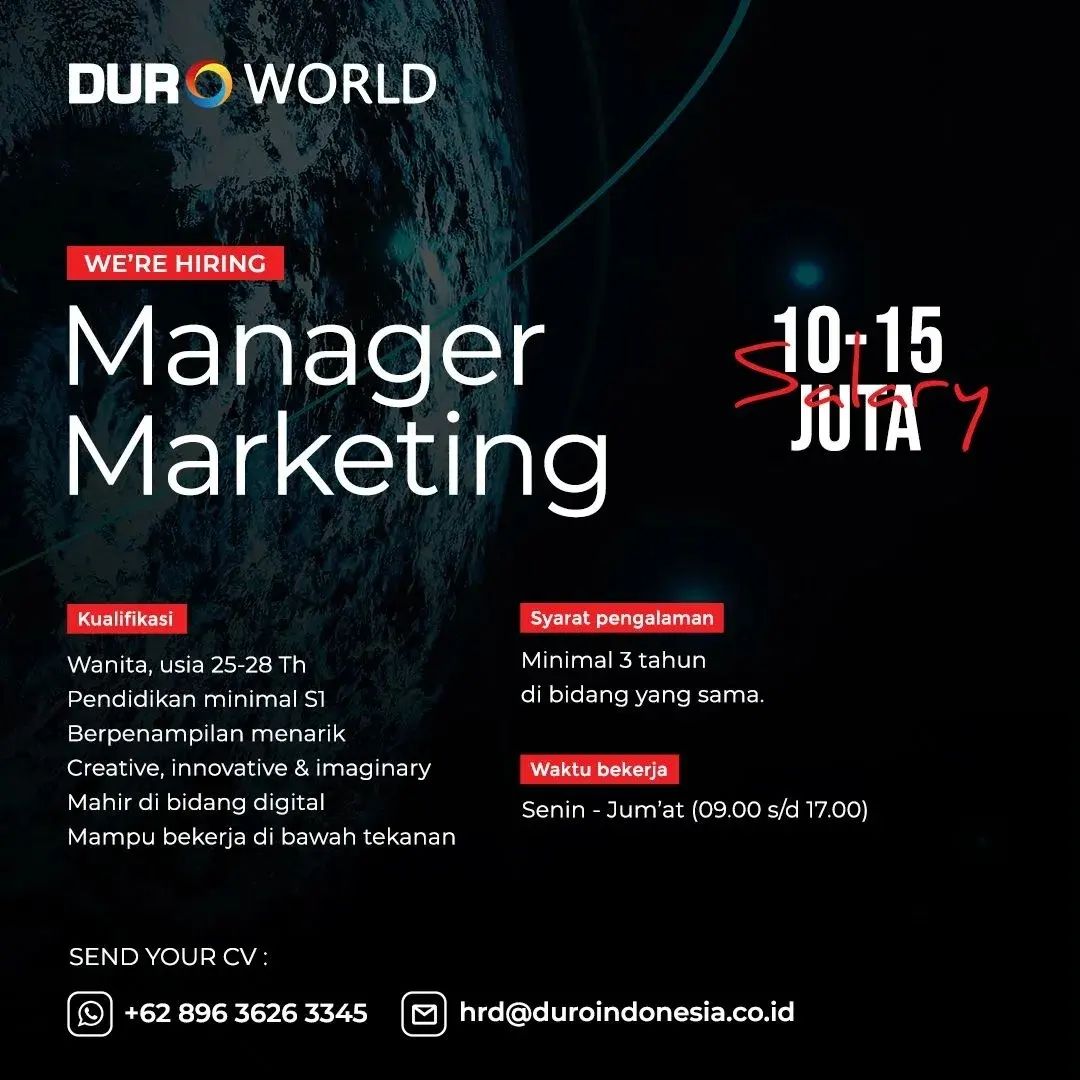 DURO WORLD
WE'RE HIRING
Manager
Marketing
10-15
Salary
JUTA
Kualifikasi
Wanita, usia 25-28 Th
Pendidikan minimal S1
Berpenampilan menarik
Creative, innovative & imaginary
Mahir di bidang digital
Mampu bekerja di bawah tekanan
Syarat pengalaman
Minimal 3 tahun
di bidang yang sama.
Waktu bekerja
Senin - Jum'at (09.00 s/d 17.00)
SEND YOUR CV :
+62 896 3626 3345
hrd@duroindonesia.co.id